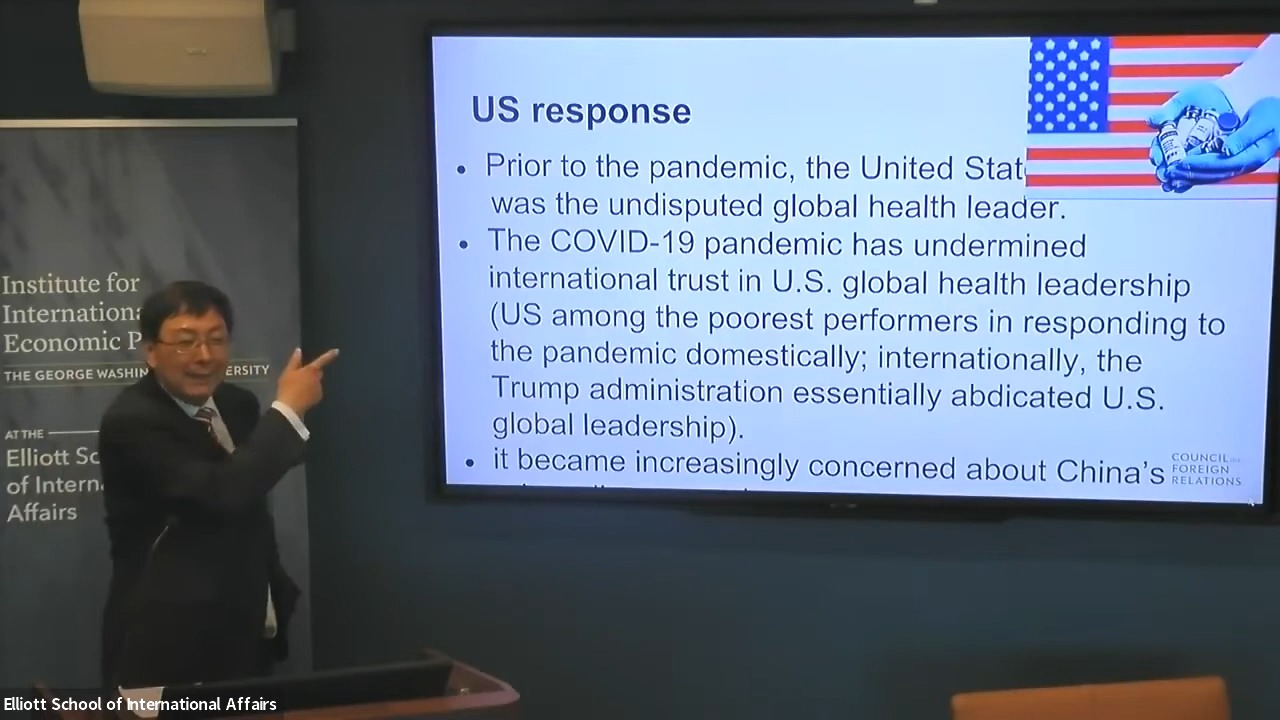 US response
• Prior to the pandemic, the United Stat
was the undisputed global health leader.
• The COVID-19 pandemic has undermined
international trust in U.S. global health leadership
(US among the poorest performers in responding to
the pandemic domestically; internationally, the
Trump administration essentially abdicated U.S.
global leadership).
• it became increasingly concerned about China's
COUNCIL on
FOREIGN
RELATIONS
Institute for
Internationa
Economic P
THE GEORGE WASHIN ERSITY
AT THE
Elliott Sc
of Intern
Affairs
Elliott School of International Affairs